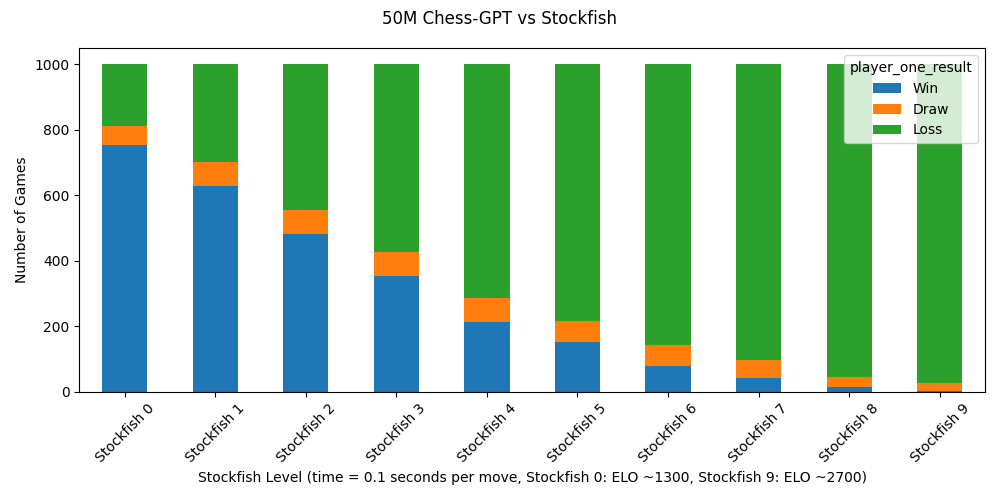 50M Chess-GPT vs Stockfish
player_one_result
Win
Draw
Loss
Number of Games
1000
800
600
400
200
0
Stockfish 0
Stockfish 1
Stockfish 2
Stockfish 3
Stockfish 4
Stockfish 5
Stockfish 6
Stockfish 7
Stockfish 8
Stockfish 9
Stockfish Level (time = 0.1 seconds per move, Stockfish 0: ELO ~1300, Stockfish 9: ELO ~2700)